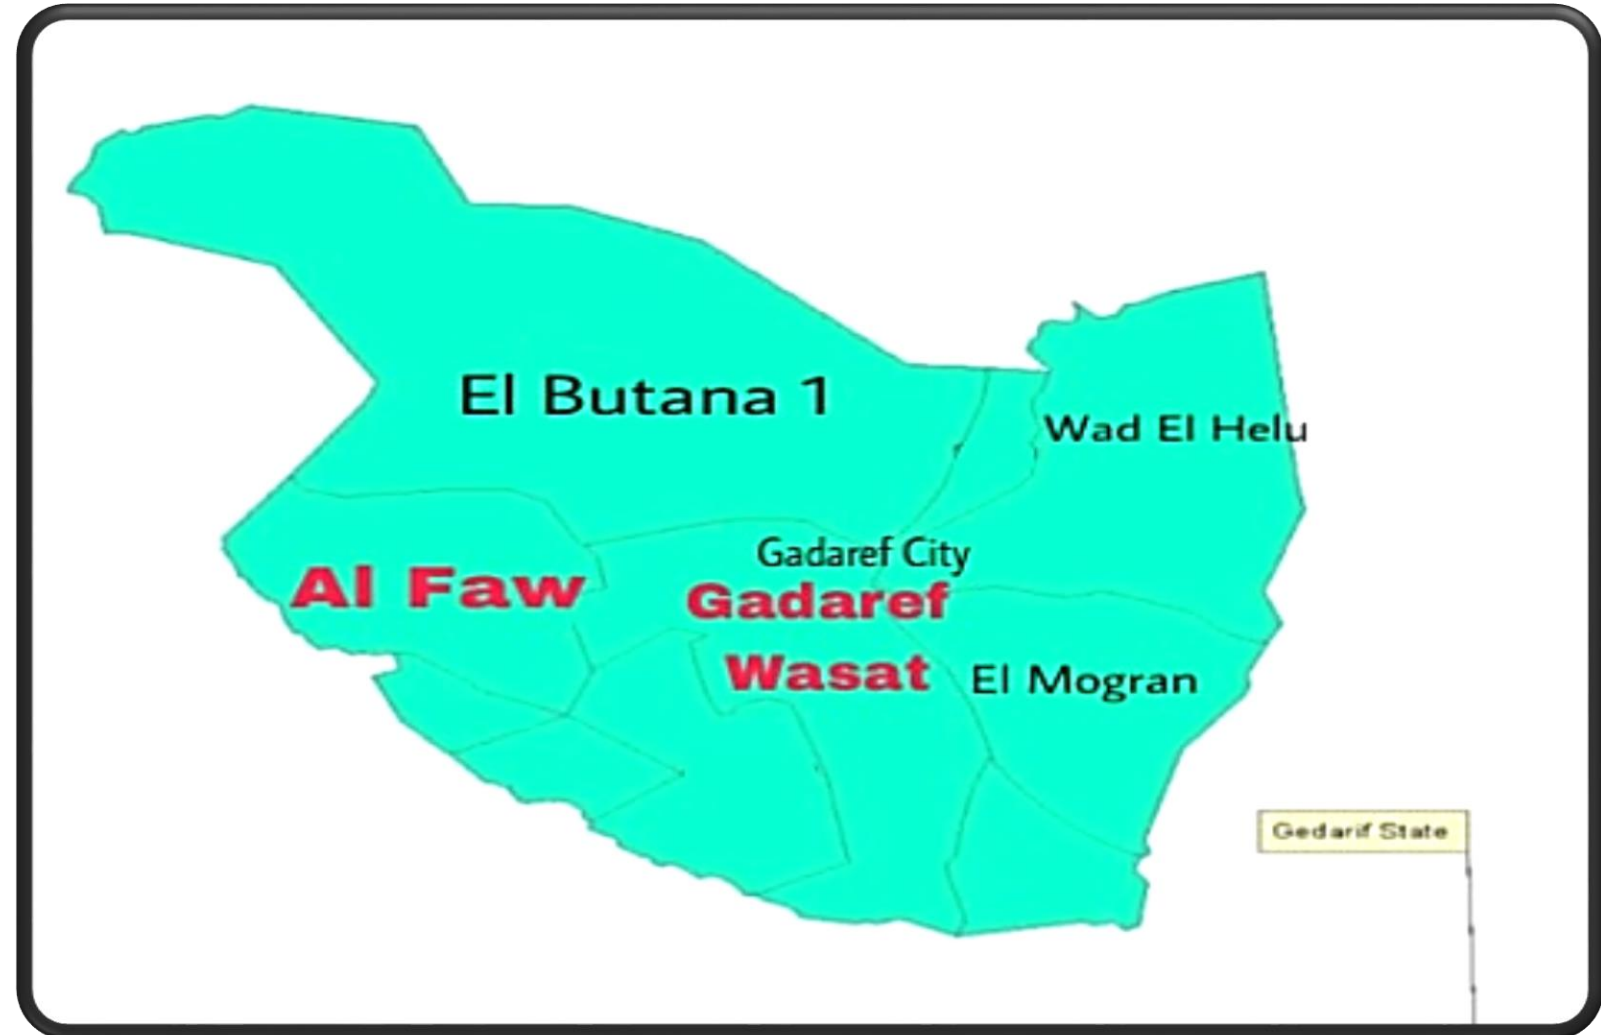 El Butana 1
Wad El Helu
Gadaref City
Al Faw
Gadaref
Wasat
El Mogran
Gedarif State